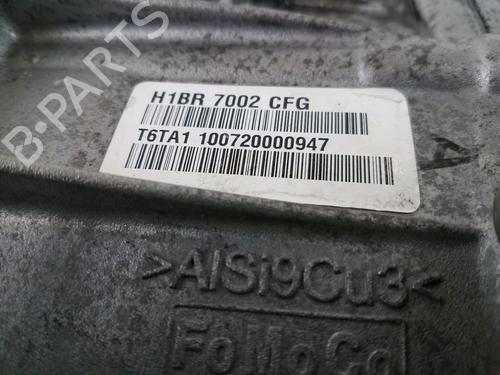 B-PARTS
H1BR 7002 CFG
T6TA1 100720000947
>AlSi9Cu3<
FoMoCo